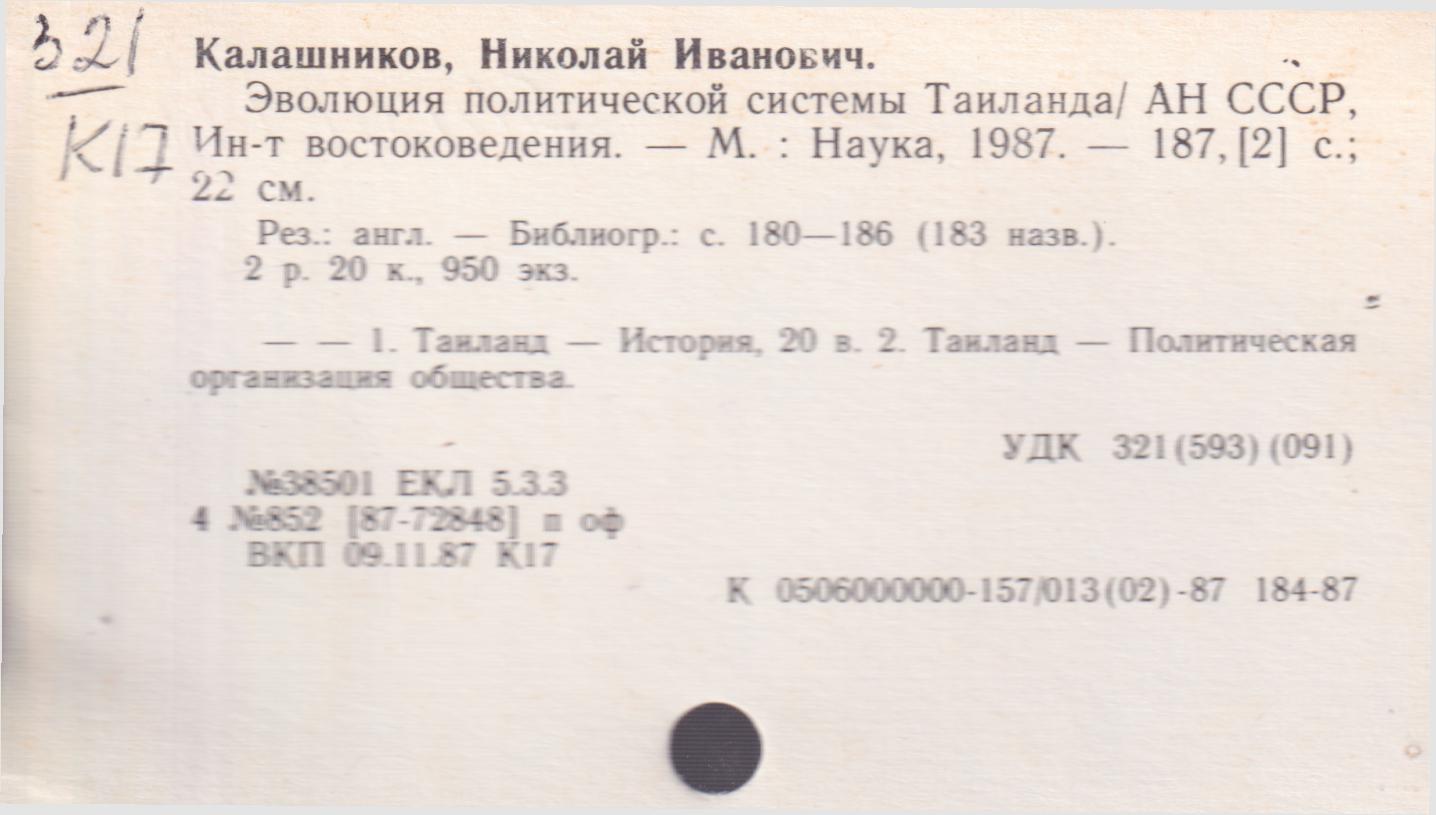 321
К17
Калашников, Николай Иванович.
Эволюция политической системы Таиланда/ АН СССР,
Ин-т востоковедения. — М. : Наука, 1987. — 187, [2] с.;
22 см.
Рез.: англ. — Библиогр.: с. 180—186 (183 назв.).
2 р. 20 к., 950 экз.
— — 1. Таиланд — История, 20 в. 2. Таиланд — Политическая
организация общества.
УДК 321(593)(091)
№38501 ЕКЛ 5.3.3
4 №852 [87-72848] п оф
ВКП 09.11.87 К17
К 0506000000-157/013(02)-87 184-87